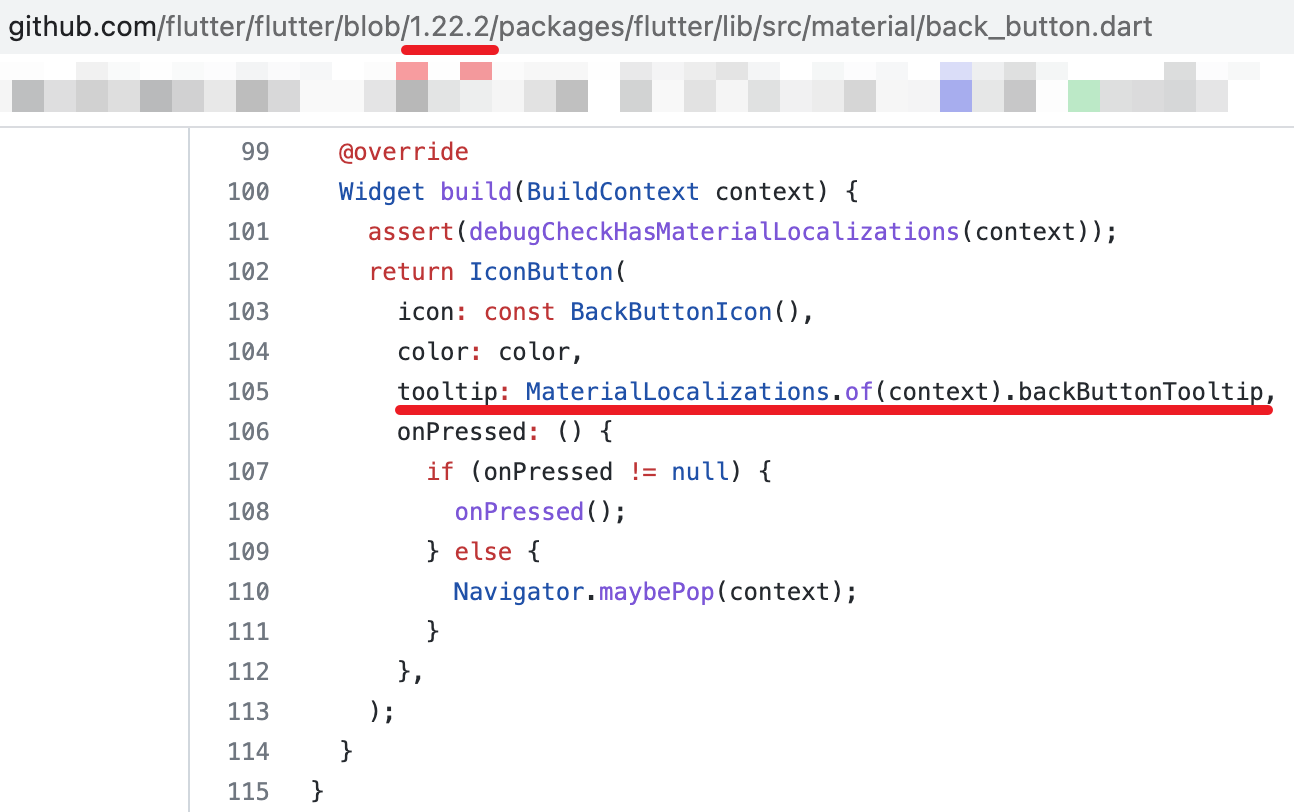 github.com/flutter/flutter/blob/1.22.2/packages/flutter/lib/src/material/back_button.dart
99 @override
100 Widget build(BuildContext context) {
101 assert(debugCheckHasMaterialLocalizations(context));
102 return IconButton(
103 icon: const BackButtonIcon(),
104 color: color,
105 tooltip: MaterialLocalizations.of(context).backButtonTooltip,
106 onPressed: () {
107 if (onPressed != null) {
108 onPressed();
109 } else {
110 Navigator.maybePop(context);
111 }
112 },
113 );
114 }
115 }